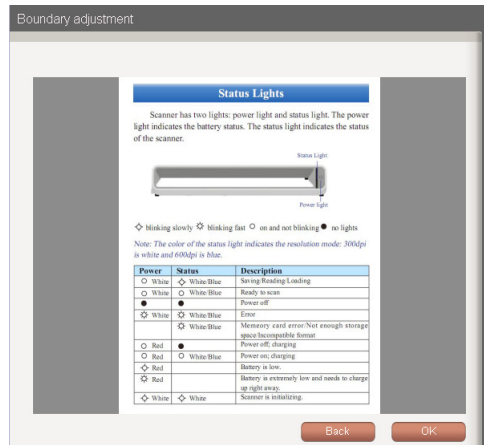 Boundary adjustment
Status Lights
Scanner has two lights: power light and status light. The power
light indicates the battery status. The status light indicates the status
of the scanner.
Status Light
Power light
blinking slowly blinking fast on and not blinking no lights
Note: The color of the status light indicates the resolution mode: 300dpi
is white and 600dpi is blue.
Power Status Description
White White/Blue Saving/Reading/Loading
White White/Blue Ready to scan
Power off
White White/Blue Error
White/Blue Memeory card error/Not enough storage
space/Incompatible format
Red Power off; charging
Red White/Blue Power on; charging
Red Battery is low.
Red Battery is extremely low and needs to charge
up right away.
White White Scanner is initializing.
Back OK